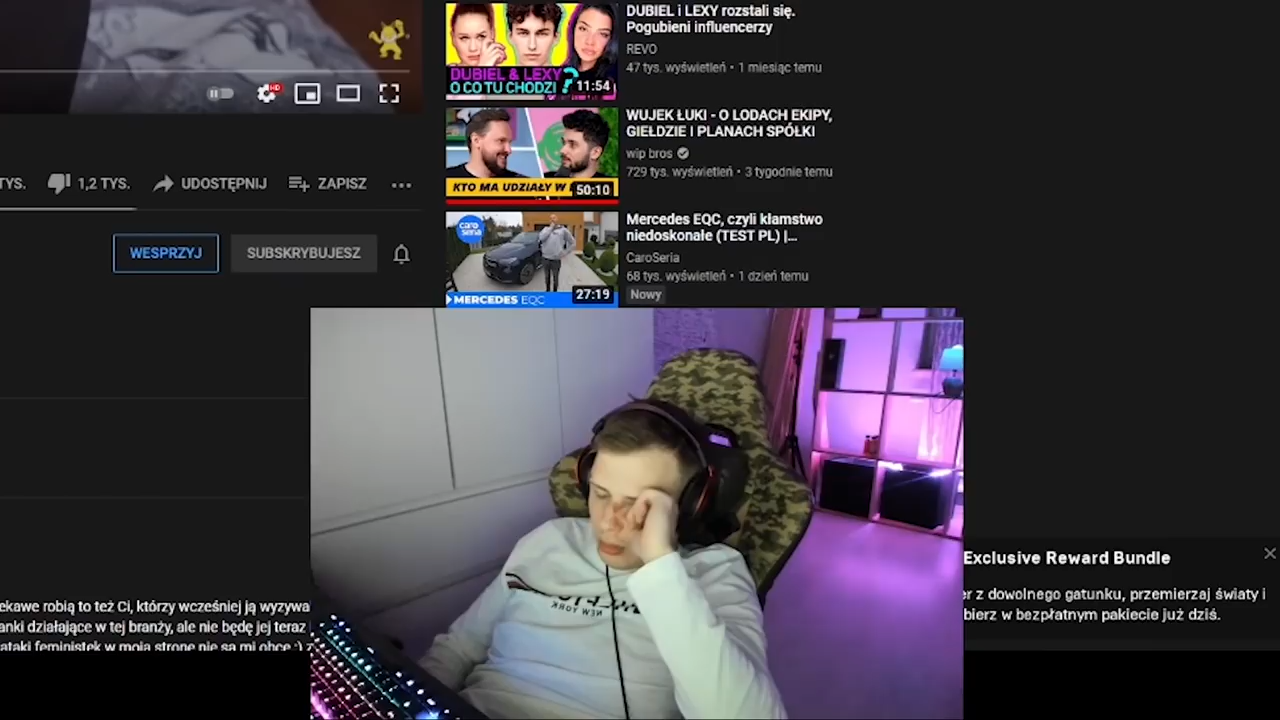 DUBIEL i LEXY rozstali się.
Pogubieni influencerzy
REVO
47 tys. wyświetleń • 1 miesiąc temu
DUBIEL & LEXY
O CO TU CHODZI ?
11:54
WUJEK ŁUKI - O LODACH EKIPY,
GIEŁDZIE I PLANACH SPÓŁKI
wip bros
729 tys. wyświetleń • 3 tygodnie temu
KTO MA UDZIAŁY W
50:10
HD
TYS.
1,2 TYS.
UDOSTĘPNIJ
ZAPISZ
WESPRZYJ
SUBSKRYBUJESZ
Mercedes EQC, czyli kłamstwo
niedoskonałe (TEST PL) |...
CaroSeria
68 tys. wyświetleń • 1 dzień temu
Nowy
caro
seria
MERCEDES EQC
27:19
NEW YORK
Exclusive Reward Bundle
z dowolnego gatunku, przemierzaj światy i
w bezpłatnym pakiecie już dziś.
robią to też Ci, którzy wcześniej ją
działające w tej branży, ale nie będę jej teraz
ataki feministek w moją stronę nie są mi obce :)